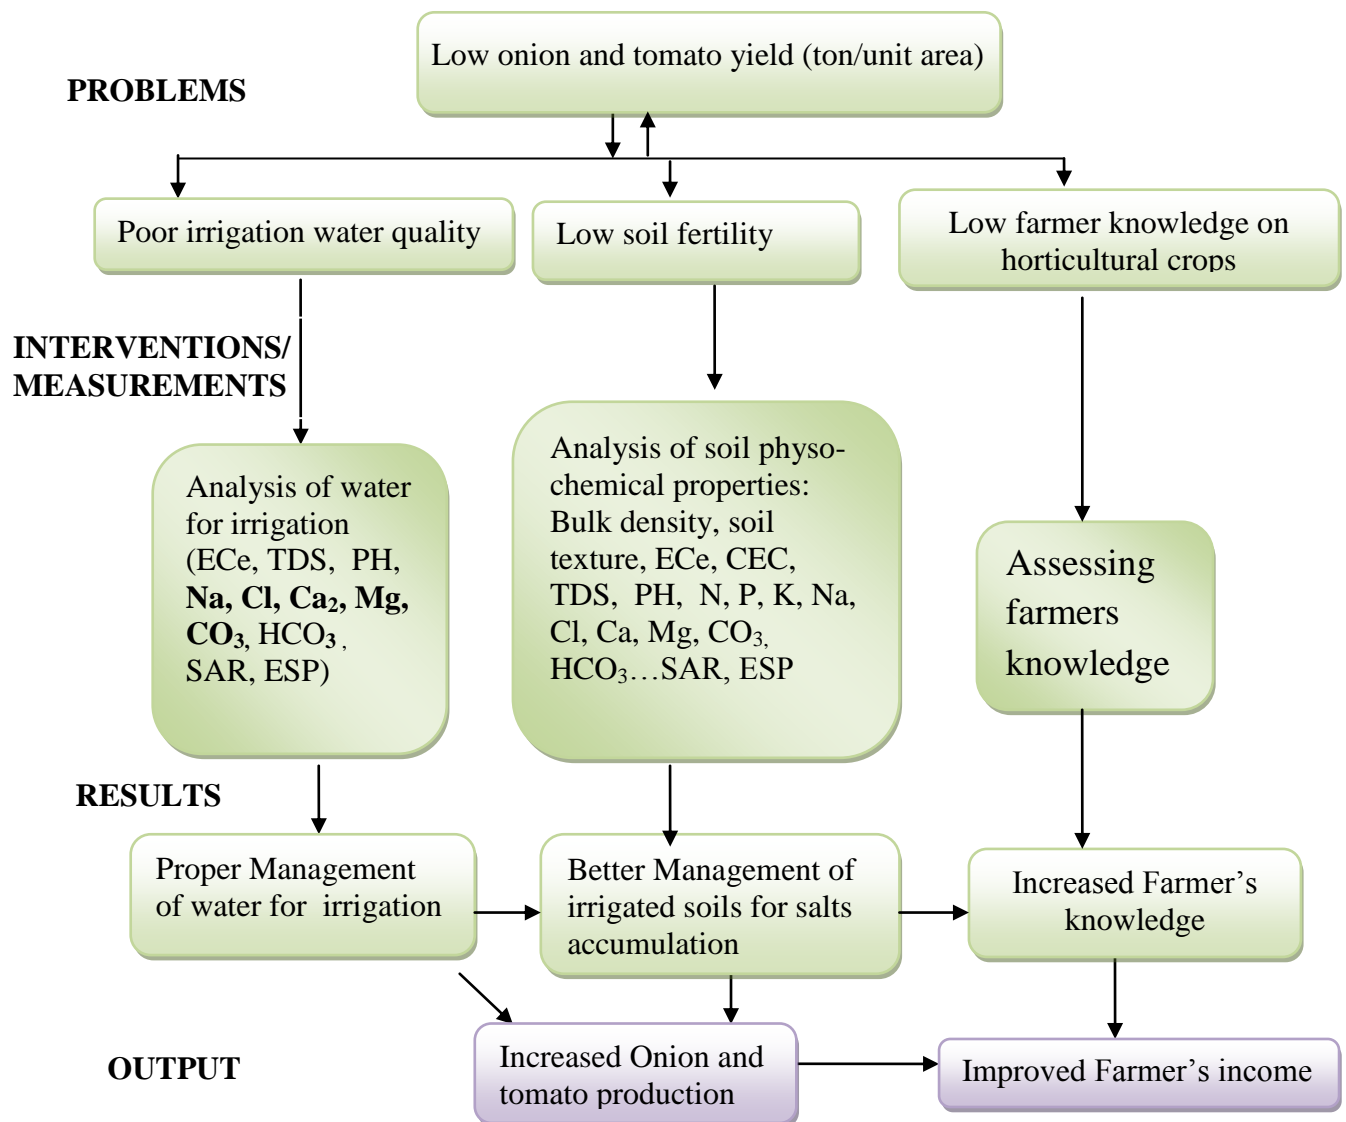 Low onion and tomato yield (ton/unit area)
PROBLEMS
Poor irrigation water quality
Low soil fertility
Low farmer knowledge on
horticultural crops
INTERVENTIONS/
MEASUREMENTS
Analysis of water
for irrigation
(ECe, TDS, PH,
Na, Cl, Ca₂, Mg,
CO₃, HCO₃,
SAR, ESP)
Analysis of soil physo-
chemical properties:
Bulk density, soil
texture, ECe, CEC,
TDS, PH, N, P, K, Na,
Cl, Ca, Mg, CO₃,
HCO₃…SAR, ESP
Assessing
farmers
knowledge
RESULTS
Proper Management
of water for irrigation
Better Management of
irrigated soils for salts
accumulation
Increased Farmer’s
knowledge
OUTPUT
Increased Onion and
tomato production
Improved Farmer’s income